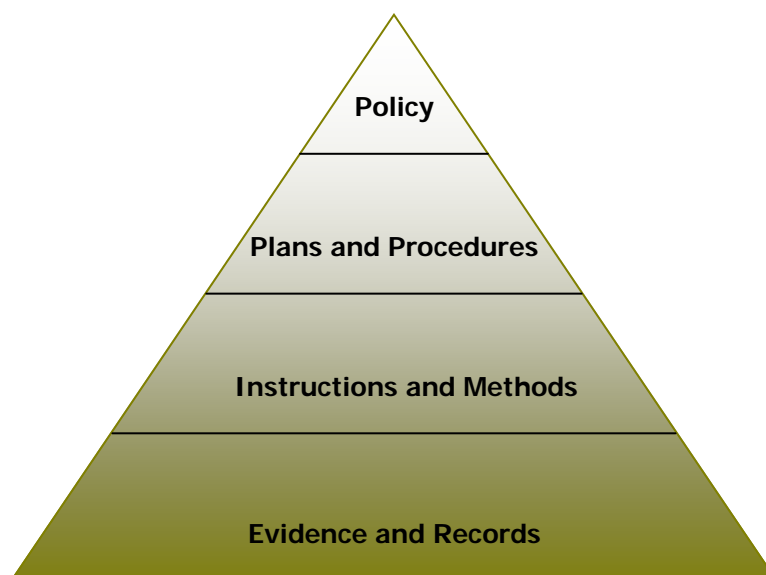 Policy
Plans and Procedures
Instructions and Methods
Evidence and Records